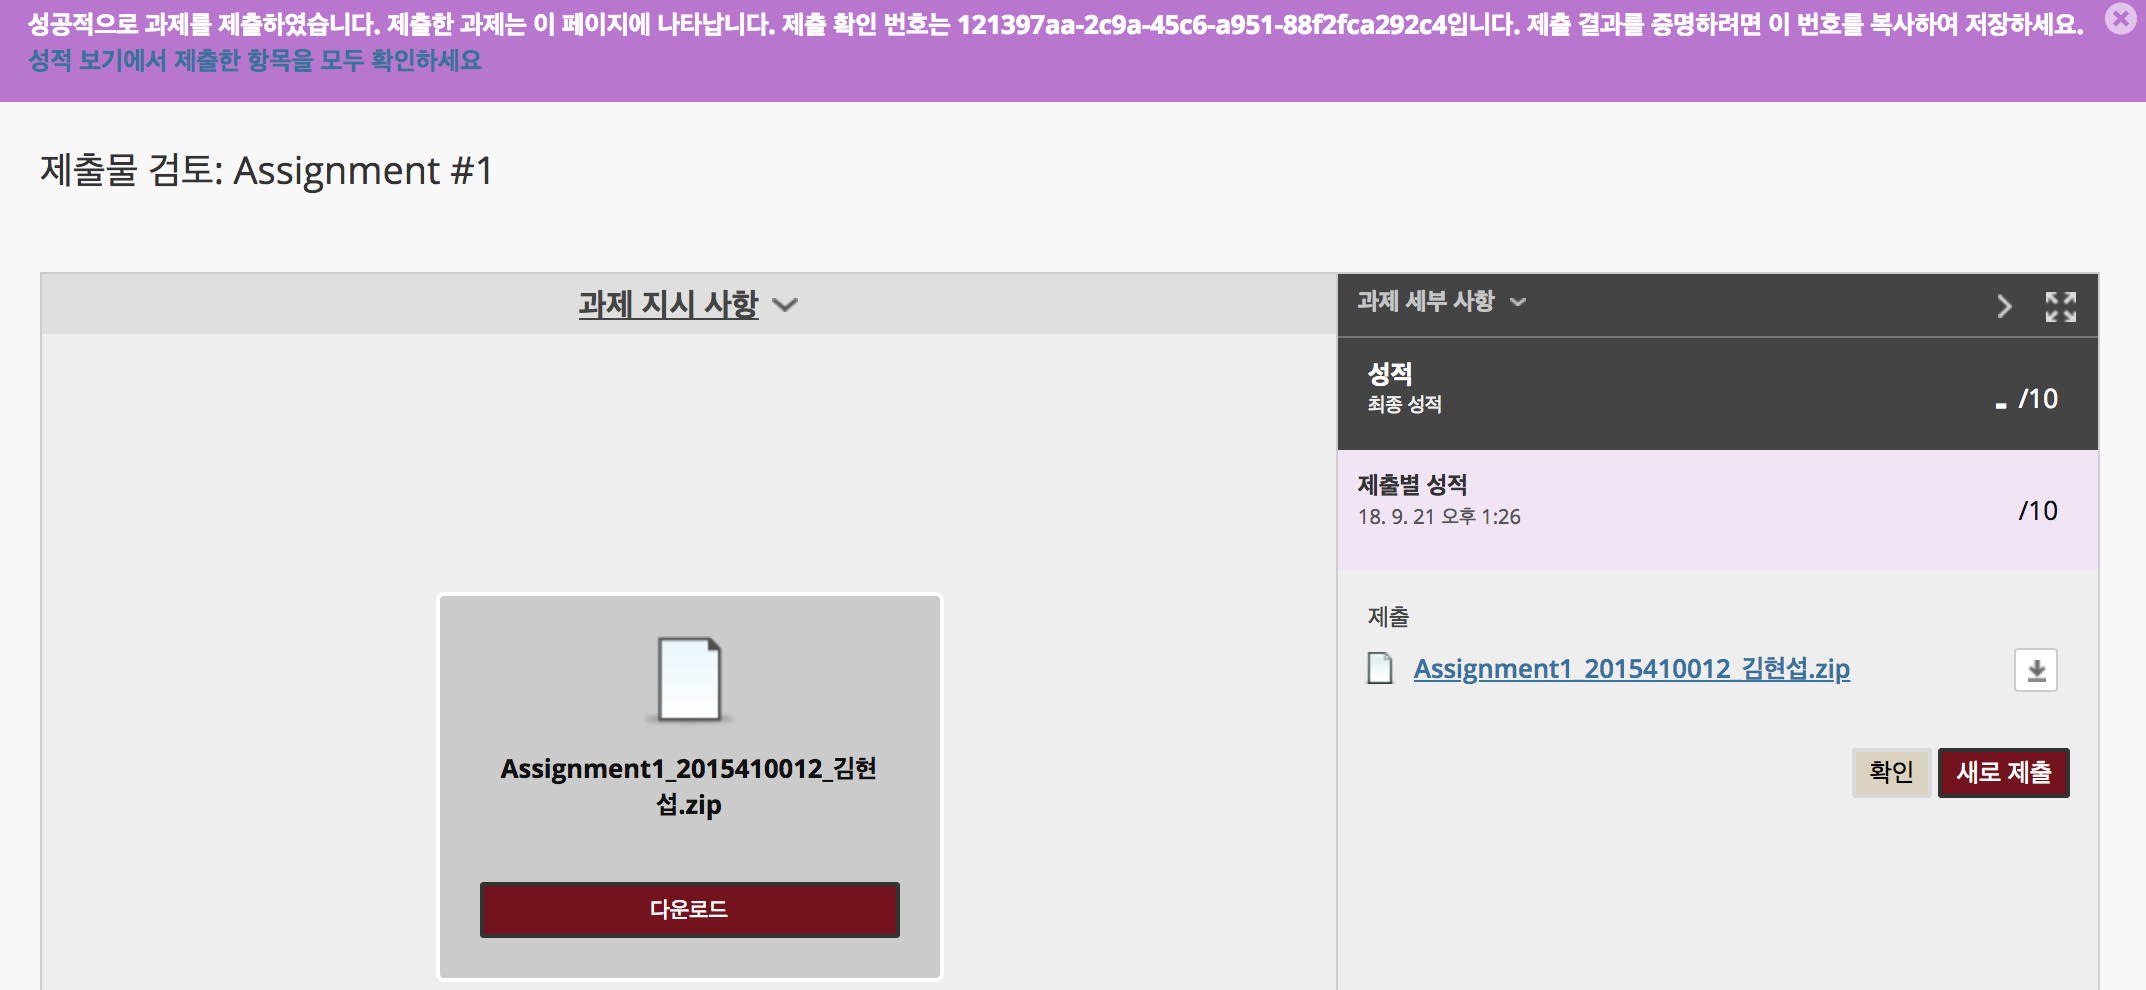 성공적으로 과제를 제출하였습니다. 제출한 과제는 이 페이지에 나타납니다. 제출 확인 번호는 121397aa-2c9a-45c6-a951-88f2fca292c4입니다. 제출 결과를 증명하려면 이 번호를 복사하여 저장하세요.
성적 보기에서 제출한 항목을 모두 확인하세요
제출물 검토: Assignment #1
과제 지시 사항
Assignment1_2015410012_김현
섭.zip
다운로드
과제 세부 사항
성적
최종 성적
- /10
제출별 성적
18. 9. 21 오후 1:26
/10
제출
Assignment1_2015410012_김현섭.zip
확인
새로 제출